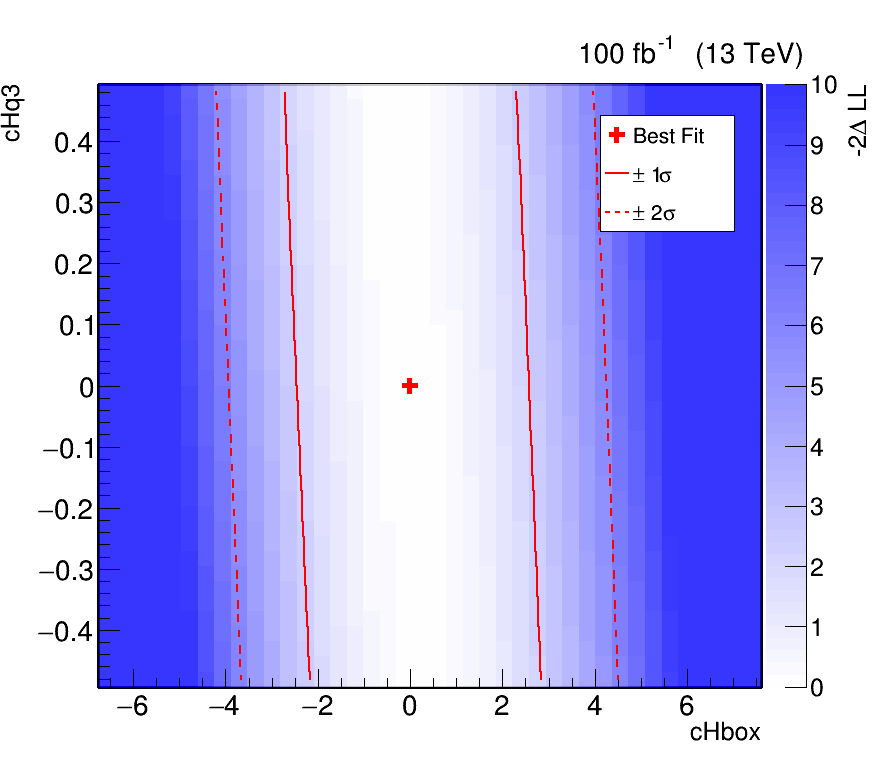 100 fb-1 (13 TeV)
cHq3
-2Δ LL
Best Fit
± 1σ
± 2σ
0.4
0.3
0.2
0.1
0
−0.1
−0.2
−0.3
−0.4
10
9
8
7
6
5
4
3
2
1
0
−6 −4 −2 0 2 4 6
cHbox